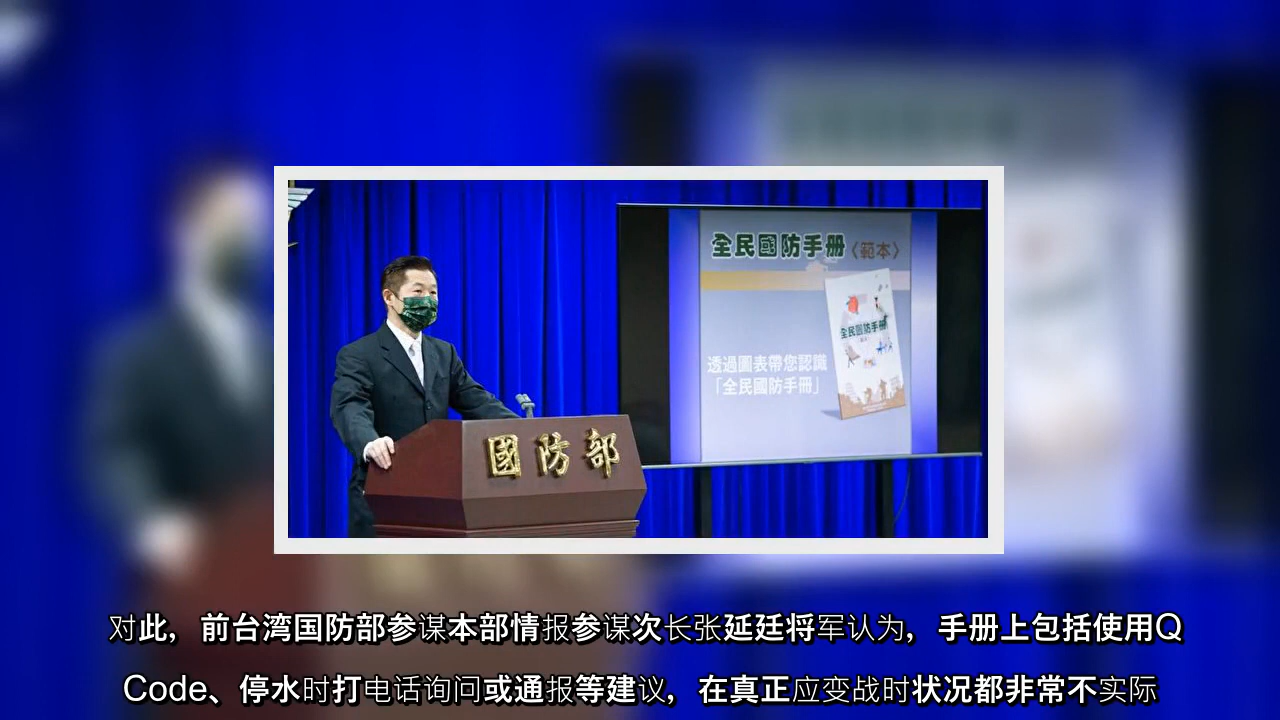 全民國防手册〈範本〉
全民國防手冊
透過圖表帶您認識
「全民國防手冊」
國防部
对此，前台湾国防部参谋本部情报参谋次长张延廷将军认为，手册上包括使用Q
Code、停水时打电话询问或通报等建议，在真正应变战时状况都非常不实际